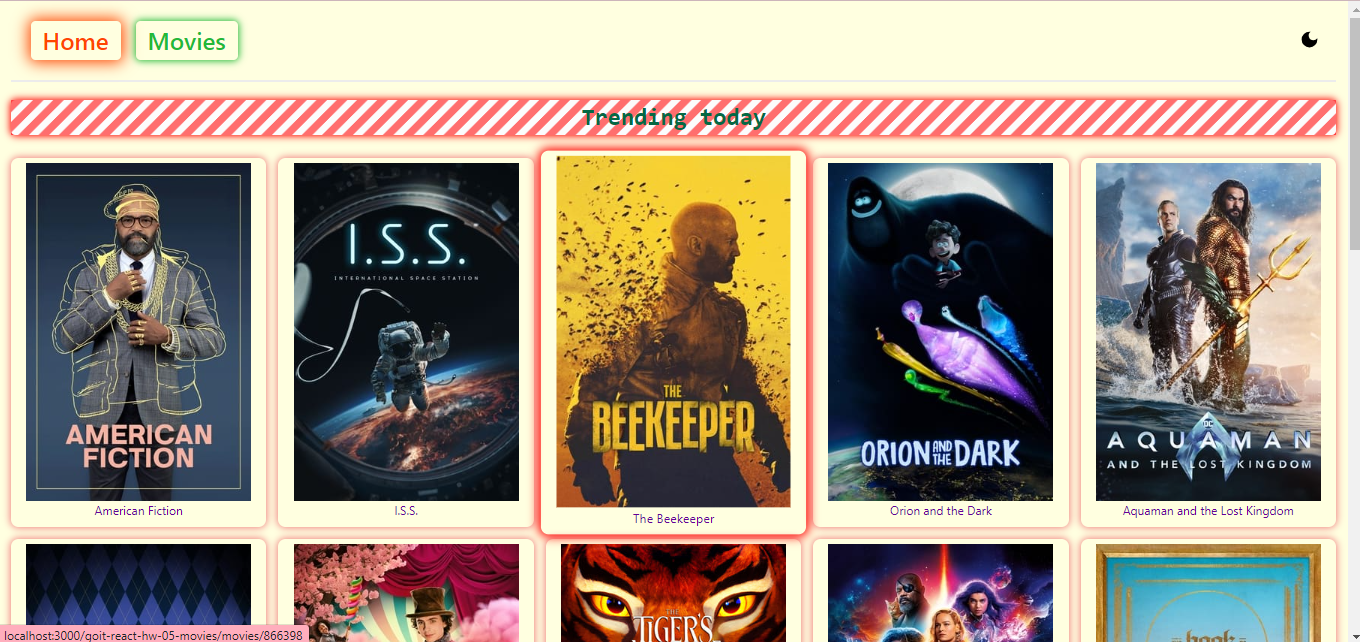 Home
Movies
Trending today
AMERICAN
FICTION
American Fiction
I.S.S.
INTERNATIONAL SPACE STATION
I.S.S.
THE
BEEKEEPER
The Beekeeper
ORION AND THE DARK
Orion and the Dark
DC
AQUAMAN
AND THE LOST KINGDOM
Aquaman and the Lost Kingdom
THE
TIGER'S
localhost:3000/goit-react-hw-05-movies/movies/866398